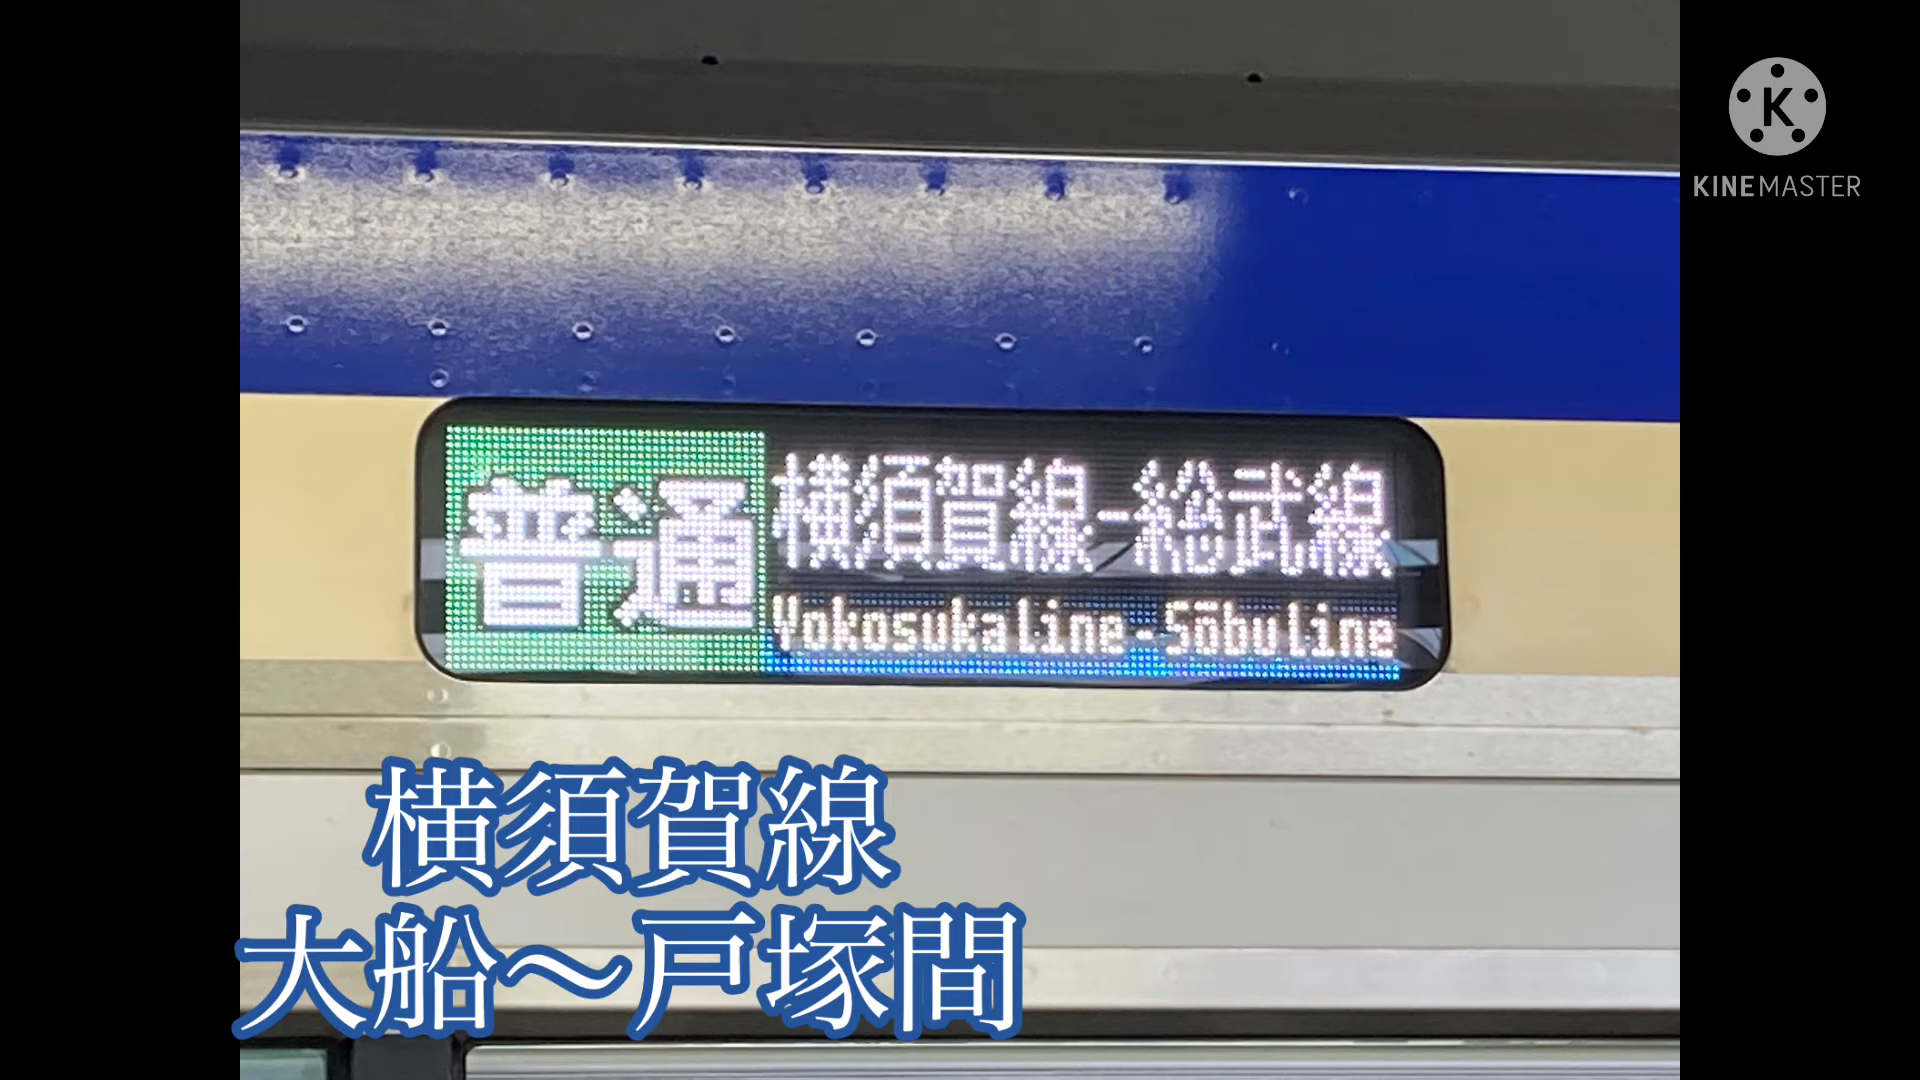 K
KINEMASTER
普通
横須賀線-総武線
Yokosuka Line - Sōbu Line
横須賀線
大船～戸塚間